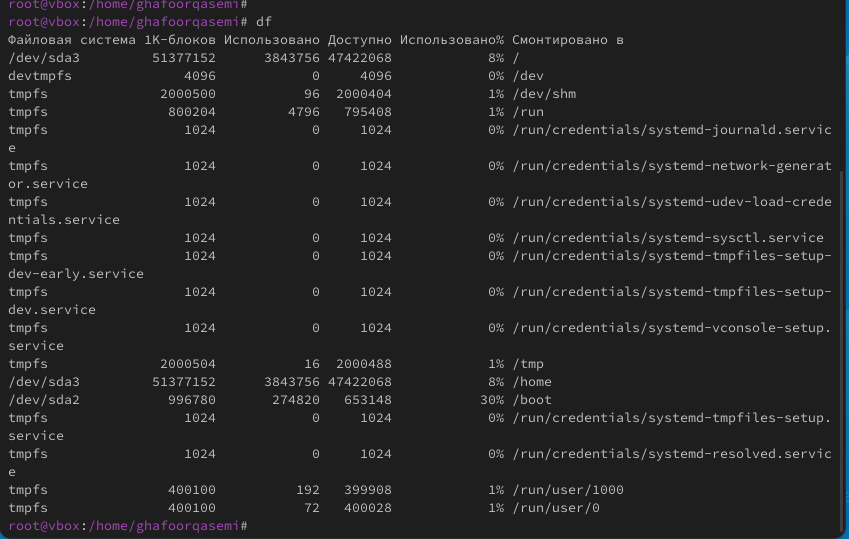 root@vbox:/home/ghafoorqasemi#
root@vbox:/home/ghafoorqasemi# df
Файловая система 1K-блоков Использовано Доступно Использовано% Смонтировано в
/dev/sda3         51377152      3843756 47422068            8% /
devtmpfs              4096            0     4096            0% /dev
tmpfs              2000500           96  2000404            1% /dev/shm
tmpfs               800204         4796   795408            1% /run
tmpfs                 1024            0     1024            0% /run/credentials/systemd-journald.servic
e
tmpfs                 1024            0     1024            0% /run/credentials/systemd-network-generat
or.service
tmpfs                 1024            0     1024            0% /run/credentials/systemd-udev-load-crede
ntials.service
tmpfs                 1024            0     1024            0% /run/credentials/systemd-sysctl.service
tmpfs                 1024            0     1024            0% /run/credentials/systemd-tmpfiles-setup-
dev-early.service
tmpfs                 1024            0     1024            0% /run/credentials/systemd-tmpfiles-setup-
dev.service
tmpfs                 1024            0     1024            0% /run/credentials/systemd-vconsole-setup.
service
tmpfs              2000504           16  2000488            1% /tmp
/dev/sda3         51377152      3843756 47422068            8% /home
/dev/sda2           996780       274820   653148           30% /boot
tmpfs                 1024            0     1024            0% /run/credentials/systemd-tmpfiles-setup.
service
tmpfs                 1024            0     1024            0% /run/credentials/systemd-resolved.servic
e
tmpfs               400100          192   399908            1% /run/user/1000
tmpfs               400100           72   400028            1% /run/user/0
root@vbox:/home/ghafoorqasemi#